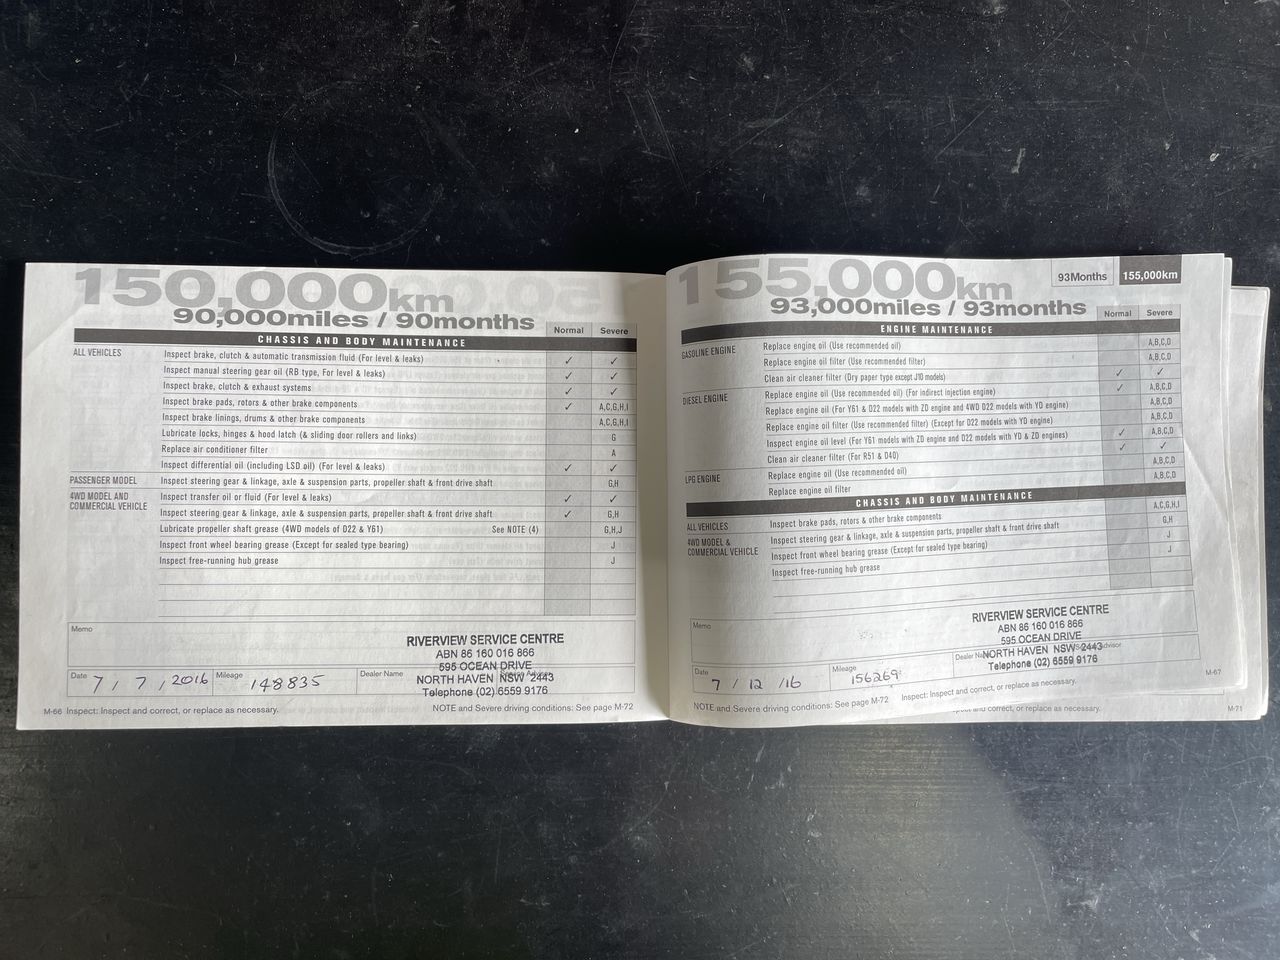 150,000km
90,000miles / 90months
Normal Severe
CHASSIS AND BODY MAINTENANCE
ALL VEHICLES Inspect brake, clutch & automatic transmission fluid (For level & leaks) ✓ ✓
Inspect manual steering gear oil (RB type, For level & leaks) ✓ ✓
Inspect brake, clutch & exhaust systems ✓ ✓
Inspect brake pads, rotors & other brake components ✓ A,C,G,H,I
Inspect brake linings, drums & other brake components A,C,G,H,I
Lubricate locks, hinges & hood latch (& sliding door rollers and links) G
Replace air conditioner filter A
Inspect differential oil (including LSD oil) (For level & leaks) ✓ ✓
PASSENGER MODEL Inspect steering gear & linkage, axle & suspension parts, propeller shaft & front drive shaft G,H
4WD MODEL AND COMMERCIAL VEHICLE Inspect transfer oil or fluid (For level & leaks) ✓ ✓
Inspect steering gear & linkage, axle & suspension parts, propeller shaft & front drive shaft ✓ G,H
Lubricate propeller shaft grease (4WD models of D22 & Y61) See NOTE (4) G,H,J
Inspect front wheel bearing grease (Except for sealed type bearing) J
Inspect free-running hub grease J
Memo
RIVERVIEW SERVICE CENTRE
ABN 86 160 016 866
595 OCEAN DRIVE
NORTH HAVEN NSW 2443
Telephone (02) 6559 9176
Date 7 / 7 / 2016 Mileage 148835 Dealer Name
M-66 Inspect: Inspect and correct, or replace as necessary. NOTE and Severe driving conditions: See page M-72
155,000km
93,000miles / 93months
93Months 155,000km
Normal Severe
ENGINE MAINTENANCE
GASOLINE ENGINE Replace engine oil (Use recommended oil) A,B,C,D
Replace engine oil filter (Use recommended filter) A,B,C,D
Clean air cleaner filter (Dry paper type except J10 models) ✓ ✓
DIESEL ENGINE Replace engine oil (Use recommended oil) (For indirect injection engine) ✓ A,B,C,D
Replace engine oil (For Y61 & D22 models with ZD engine and 4WD D22 models with YD engine) A,B,C,D
Replace engine oil filter (Use recommended filter) (Except for D22 models with YD engine) A,B,C,D
Inspect engine oil level (For Y61 models with ZD engine and D22 models with YD & ZD engines) ✓ A,B,C,D
Clean air cleaner filter (For R51 & D40) ✓ ✓
LPG ENGINE Replace engine oil (Use recommended oil) A,B,C,D
Replace engine oil filter A,B,C,D
CHASSIS AND BODY MAINTENANCE
ALL VEHICLES Inspect brake pads, rotors & other brake components A,C,G,H,I
4WD MODEL & COMMERCIAL VEHICLE Inspect steering gear & linkage, axle & suspension parts, propeller shaft & front drive shaft G,H
Inspect front wheel bearing grease (Except for sealed type bearing) J
Inspect free-running hub grease J
Memo
RIVERVIEW SERVICE CENTRE
ABN 86 160 016 866
595 OCEAN DRIVE
NORTH HAVEN NSW 2443
Telephone (02) 6559 9176
Date 7 / 12 / 16 Mileage 156269 Dealer Advisor
NOTE and Severe driving conditions: See page M-72 Inspect: Inspect and correct, or replace as necessary. M-67
and correct, or replace as necessary. M-71